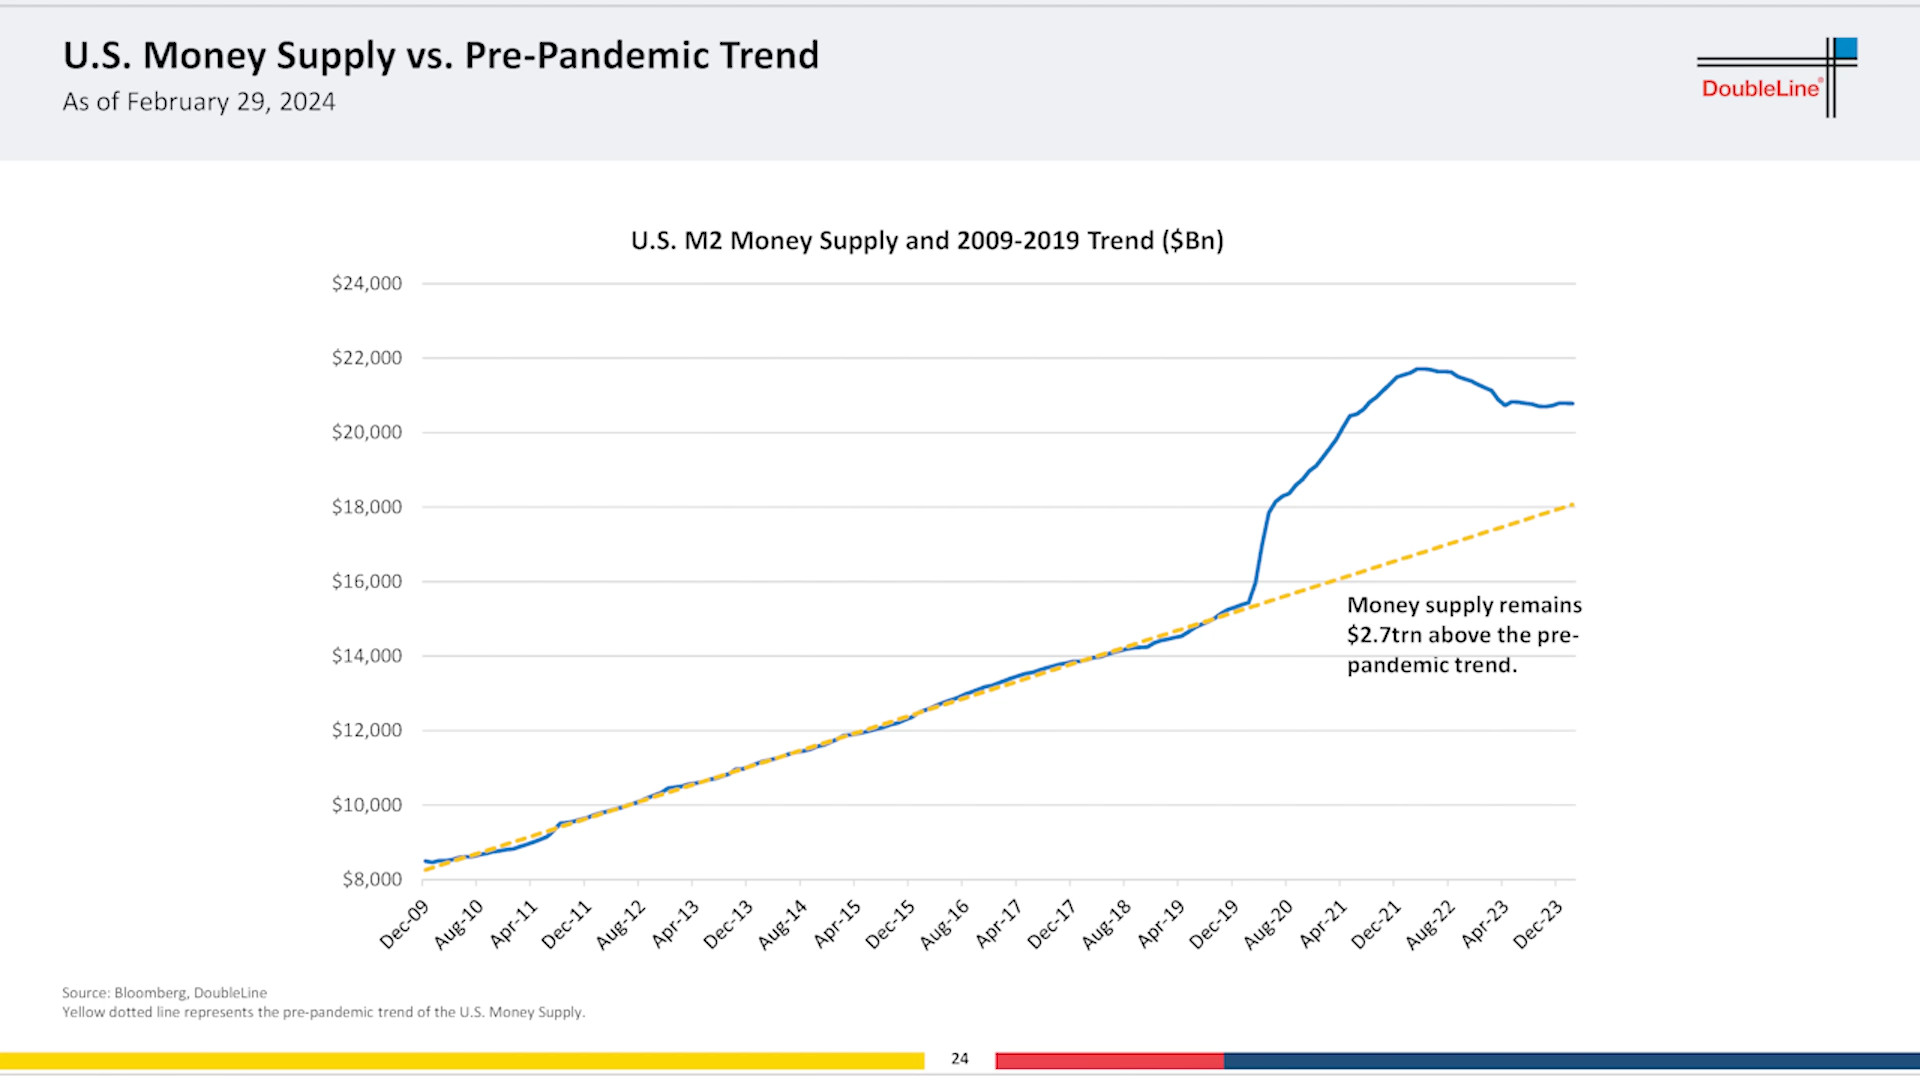 U.S. Money Supply vs. Pre-Pandemic Trend
As of February 29, 2024
DoubleLine®
U.S. M2 Money Supply and 2009-2019 Trend ($Bn)
$24,000
$22,000
$20,000
$18,000
$16,000
$14,000
$12,000
$10,000
$8,000
Money supply remains
$2.7trn above the pre-
pandemic trend.
Dec-09
Aug-10
Apr-11
Dec-11
Aug-12
Apr-13
Dec-13
Aug-14
Apr-15
Dec-15
Aug-16
Apr-17
Dec-17
Aug-18
Apr-19
Dec-19
Aug-20
Apr-21
Dec-21
Aug-22
Apr-23
Dec-23
Source: Bloomberg, DoubleLine
Yellow dotted line represents the pre-pandemic trend of the U.S. Money Supply.
24